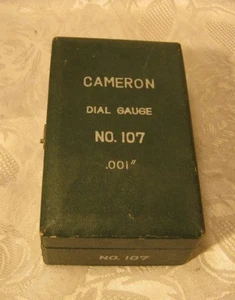 CAMERON
DIAL GAUGE
NO. 107
.001"
NO. 107